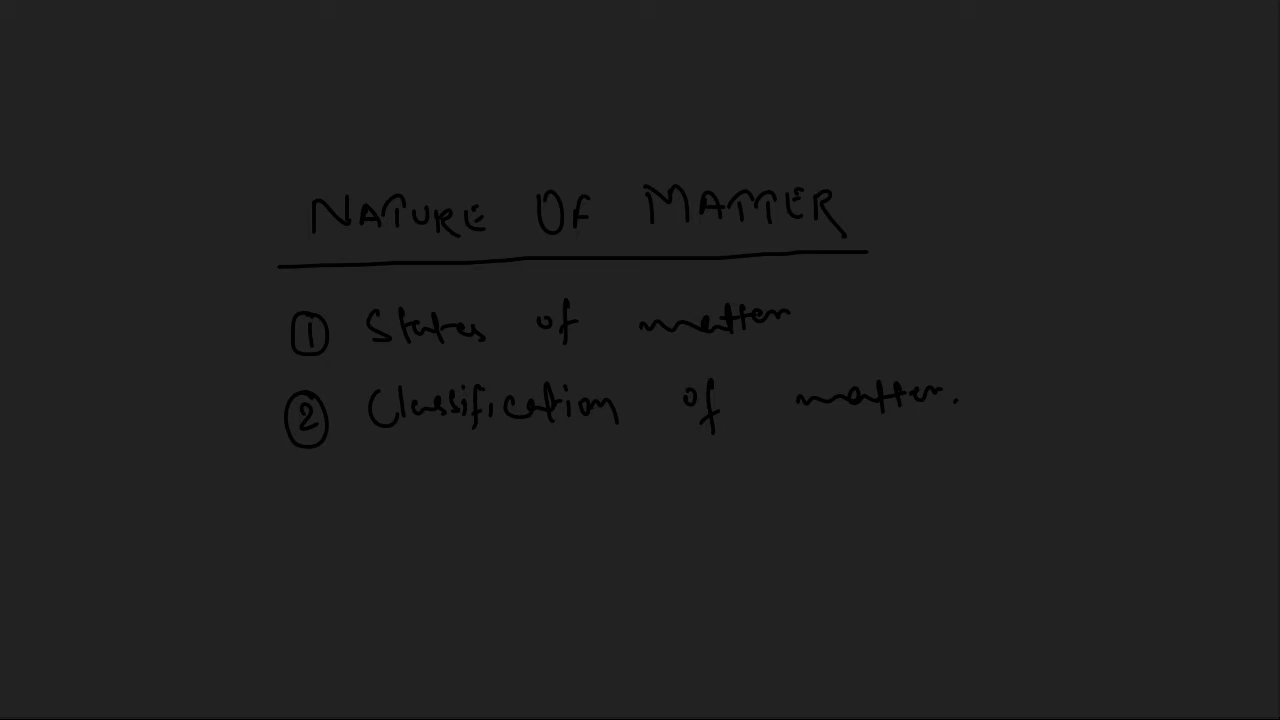 NATURE OF MATTER
① States of matter
② Classification of matter.